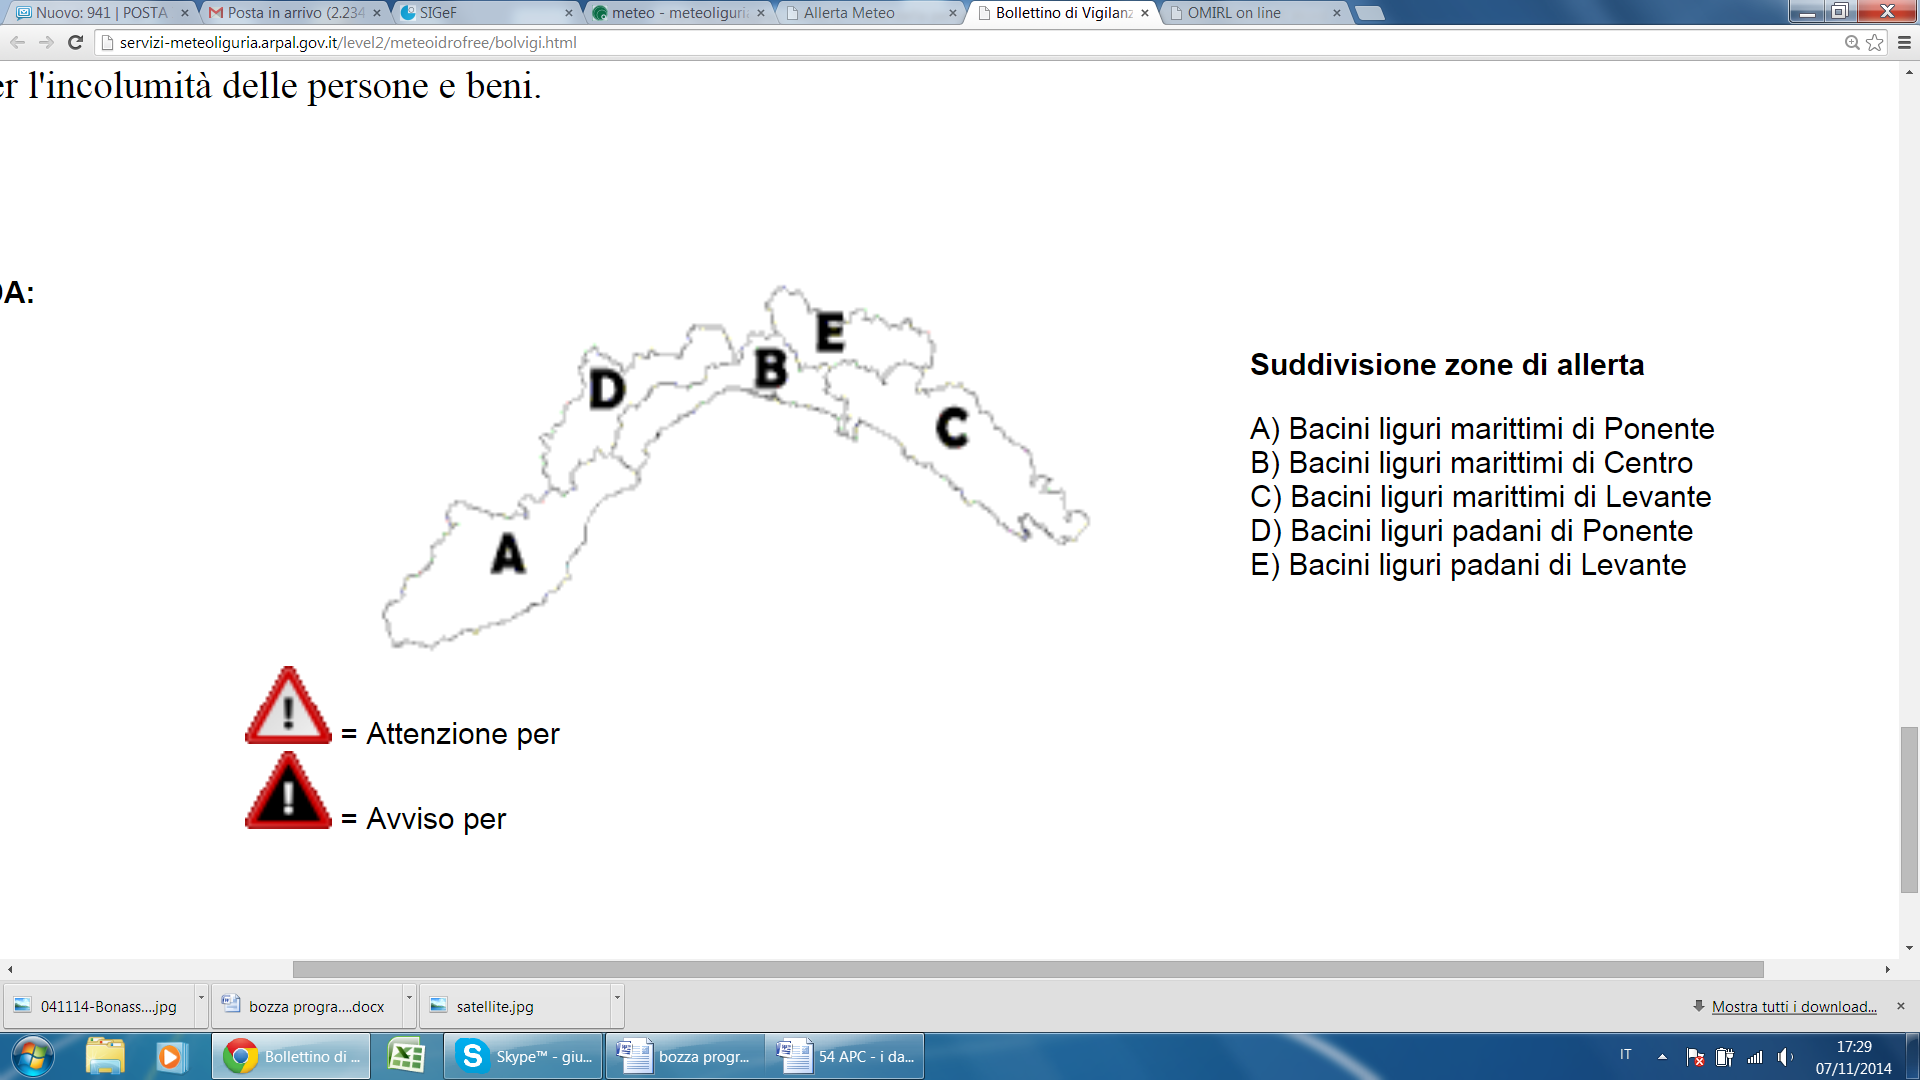 Nuovo: 941 | POSTA
Posta in arrivo (2.234
SIGeF
meteo - meteoliguria
Allerta Meteo
Bollettino di Vigilanz
OMIRL on line
servizi-meteoliguria.arpal.gov.it/level2/meteoidrofree/bolvigi.html
er l'incolumità delle persone e beni.
DA:
E
B
D
C
A
Suddivisione zone di allerta
A) Bacini liguri marittimi di Ponente
B) Bacini liguri marittimi di Centro
C) Bacini liguri marittimi di Levante
D) Bacini liguri padani di Ponente
E) Bacini liguri padani di Levante
! = Attenzione per
! = Avviso per
041114-Bonass....jpg
bozza progra....docx
satellite.jpg
Mostra tutti i download...
Bollettino di ...
Skype™ - giu...
bozza progr...
54 APC - i da...
IT
17:29
07/11/2014